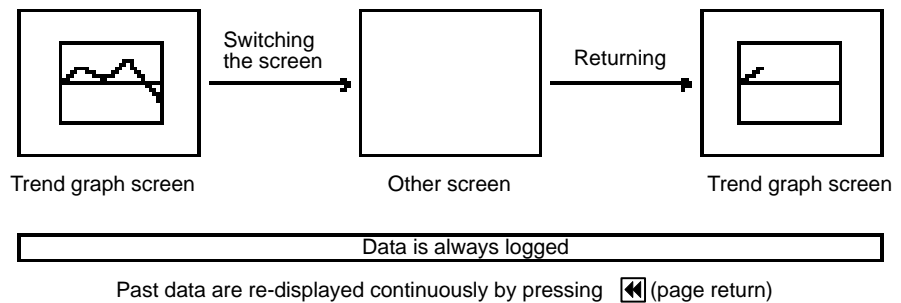 Switching
the screen
Returning
Trend graph screen
Other screen
Trend graph screen
Data is always logged
Past data are re-displayed continuously by pressing (page return)